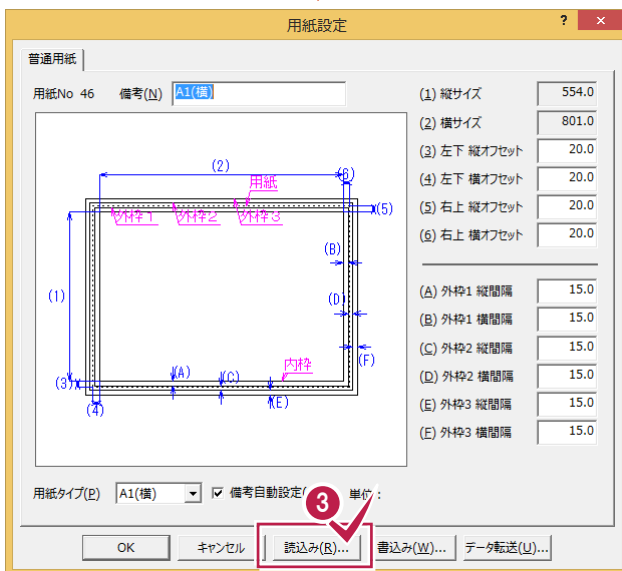 用紙設定
? ×
普通用紙
用紙No 46 備考(N) A1(横)
(1) 縦サイズ 554.0
(2) 横サイズ 801.0
(3) 左下 縦オフセット 20.0
(4) 左下 横オフセット 20.0
(5) 右上 縦オフセット 20.0
(6) 右上 横オフセット 20.0
(A) 外枠1 縦間隔 15.0
(B) 外枠1 横間隔 15.0
(C) 外枠2 縦間隔 15.0
(D) 外枠2 横間隔 15.0
(E) 外枠3 縦間隔 15.0
(F) 外枠3 横間隔 15.0
(2)
用紙
(6)
外枠1 外枠2 外枠3
(5)
(B)
(1)
(D)
内枠
(F)
(3)
(A)
(C)
(E)
(4)
用紙タイプ(P) A1(横) 備考自動設定( 単位:
3
OK キャンセル 読込み(R)... 書込み(W)... データ転送(U)...